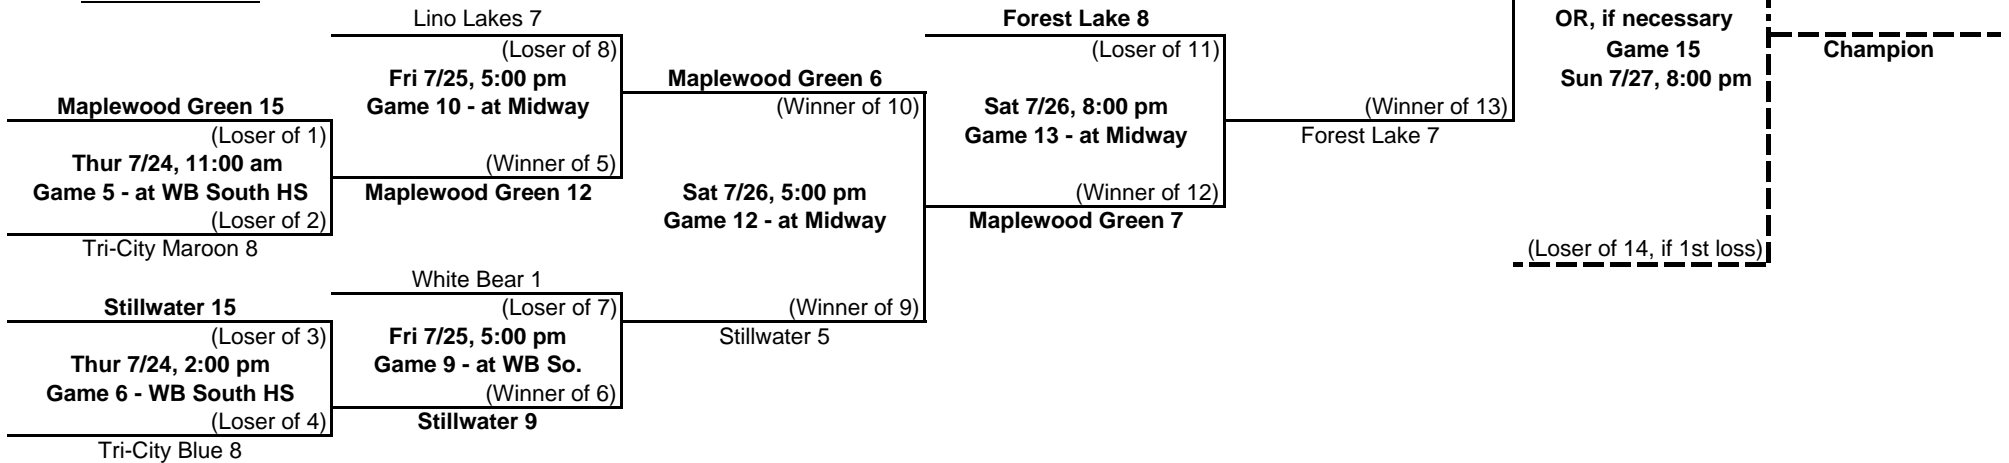 Lino Lakes 7
(Loser of 8)
Fri 7/25, 5:00 pm
Game 10 - at Midway
(Winner of 5)
Maplewood Green 12
Maplewood Green 15
(Loser of 1)
Thur 7/24, 11:00 am
Game 5 - at WB South HS
(Loser of 2)
Tri-City Maroon 8
Stillwater 15
(Loser of 3)
Thur 7/24, 2:00 pm
Game 6 - WB South HS
(Loser of 4)
Tri-City Blue 8
White Bear 1
(Loser of 7)
Fri 7/25, 5:00 pm
Game 9 - at WB So.
(Winner of 6)
Stillwater 9
Maplewood Green 6
(Winner of 10)
Sat 7/26, 5:00 pm
Game 12 - at Midway
(Winner of 9)
Stillwater 5
Forest Lake 8
(Loser of 11)
Sat 7/26, 8:00 pm
Game 13 - at Midway
(Winner of 12)
Maplewood Green 7
(Winner of 13)
Forest Lake 7
OR, if necessary
Game 15
Sun 7/27, 8:00 pm
(Loser of 14, if 1st loss)
Champion